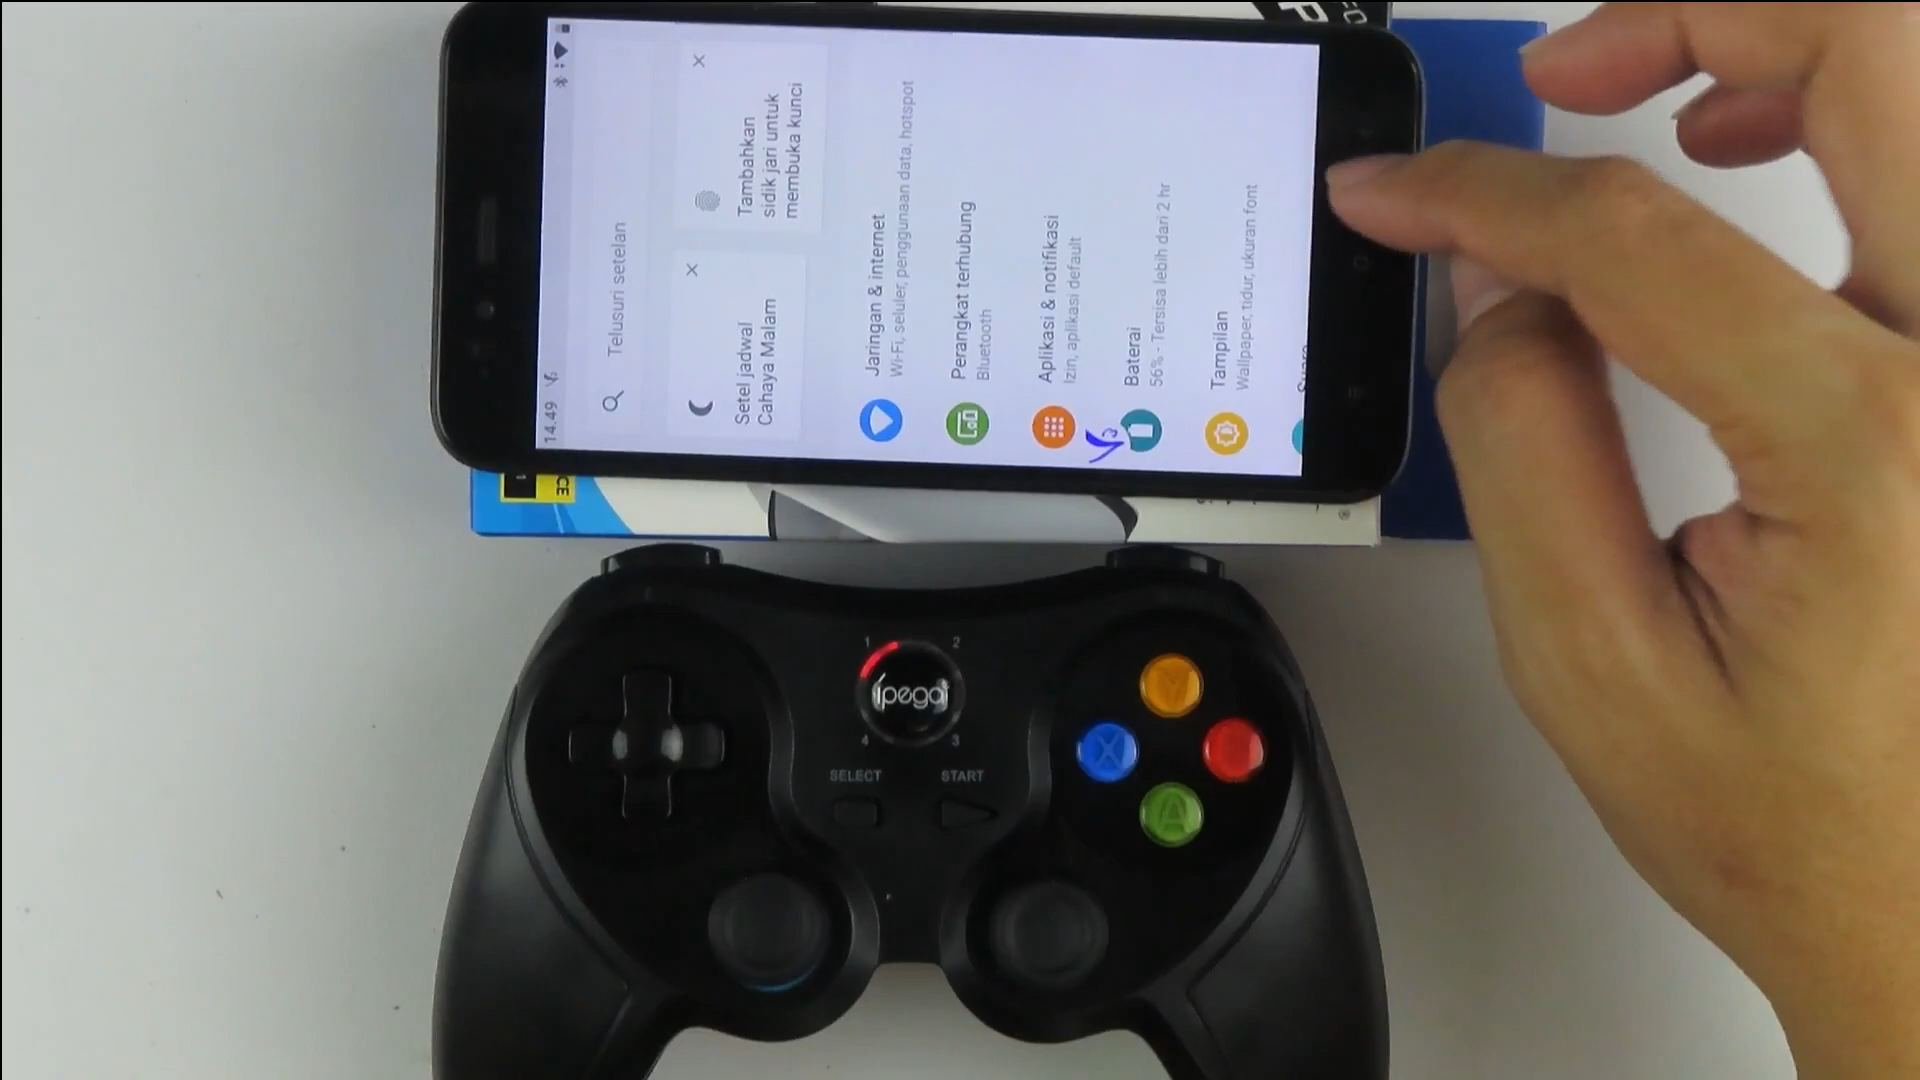 14.49
Telusuri setelan
Setel jadwal
Cahaya Malam
Tambahkan
sidik jari untuk
membuka kunci
Jaringan & internet
Wi-Fi, seluler, penggunaan data, hotspot
Perangkat terhubung
Bluetooth
Aplikasi & notifikasi
Izin, aplikasi default
Baterai
56% - Tersisa lebih dari 2 hr
Tampilan
Wallpaper, tidur, ukuran font
1
2
ípega
4
3
SELECT
START
Y
X